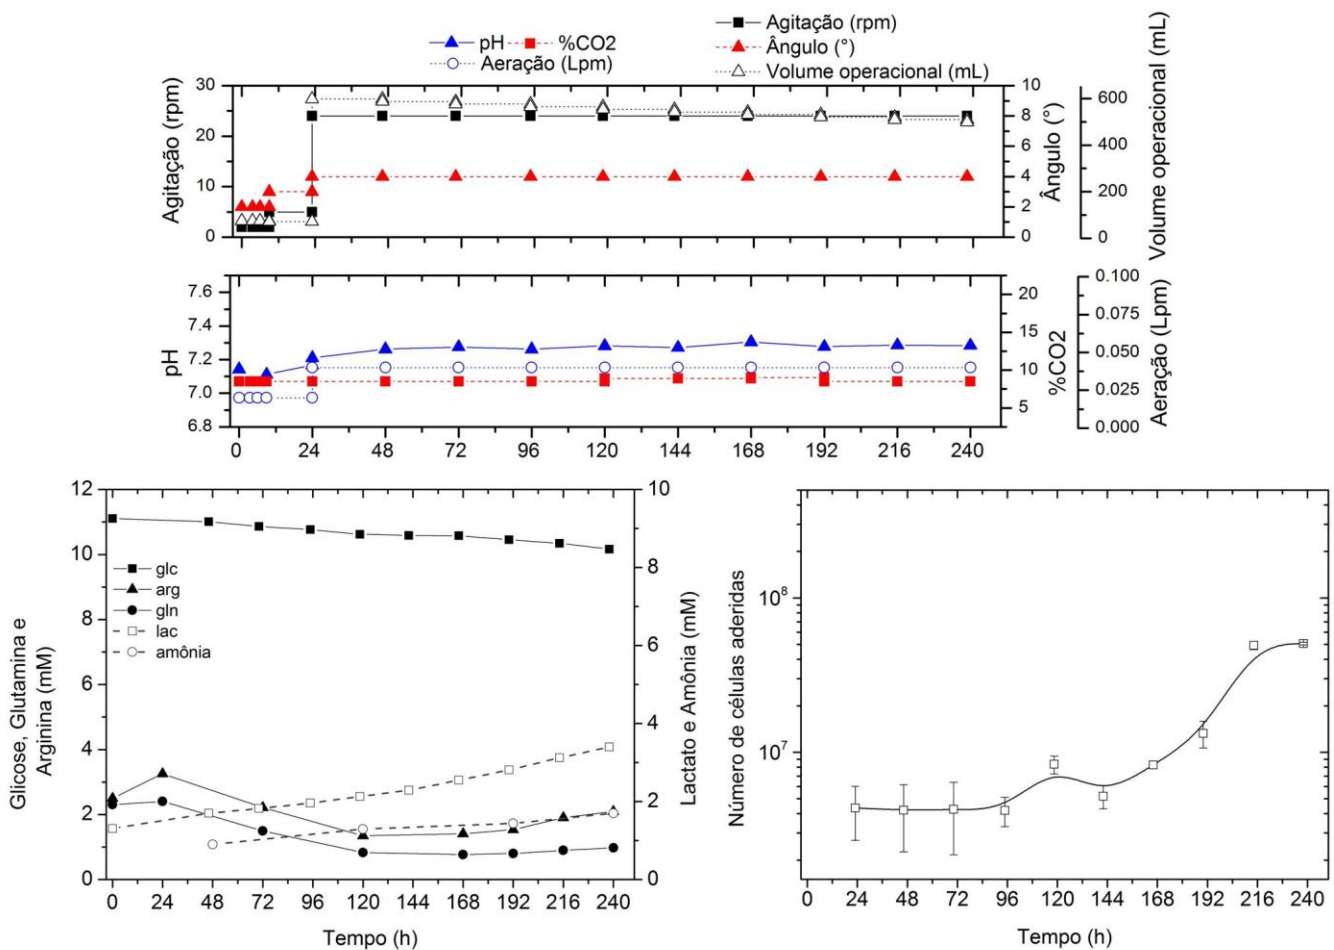 pH %CO2
Aeração (Lpm)
Agitação (rpm)
Ângulo (°)
Volume operacional (mL)
Agitação (rpm)
30
20
10
0
10
8
6
4
2
0
Ângulo (°)
600
400
200
0
Volume operacional (mL)
pH
7.6
7.4
7.2
7.0
6.8
20
15
10
5
%CO2
0.100
0.075
0.050
0.025
0.000
Aeração (Lpm)
0 24 48 72 96 120 144 168 192 216 240
Glicose, Glutamina e
Arginina (mM)
12
10
8
6
4
2
0
glc
arg
gln
lac
amônia
10
8
6
4
2
0
Lactato e Amônia (mM)
0 24 48 72 96 120 144 168 192 216 240
Tempo (h)
Número de células aderidas
10^8
10^7
0 24 48 72 96 120 144 168 192 216 240
Tempo (h)